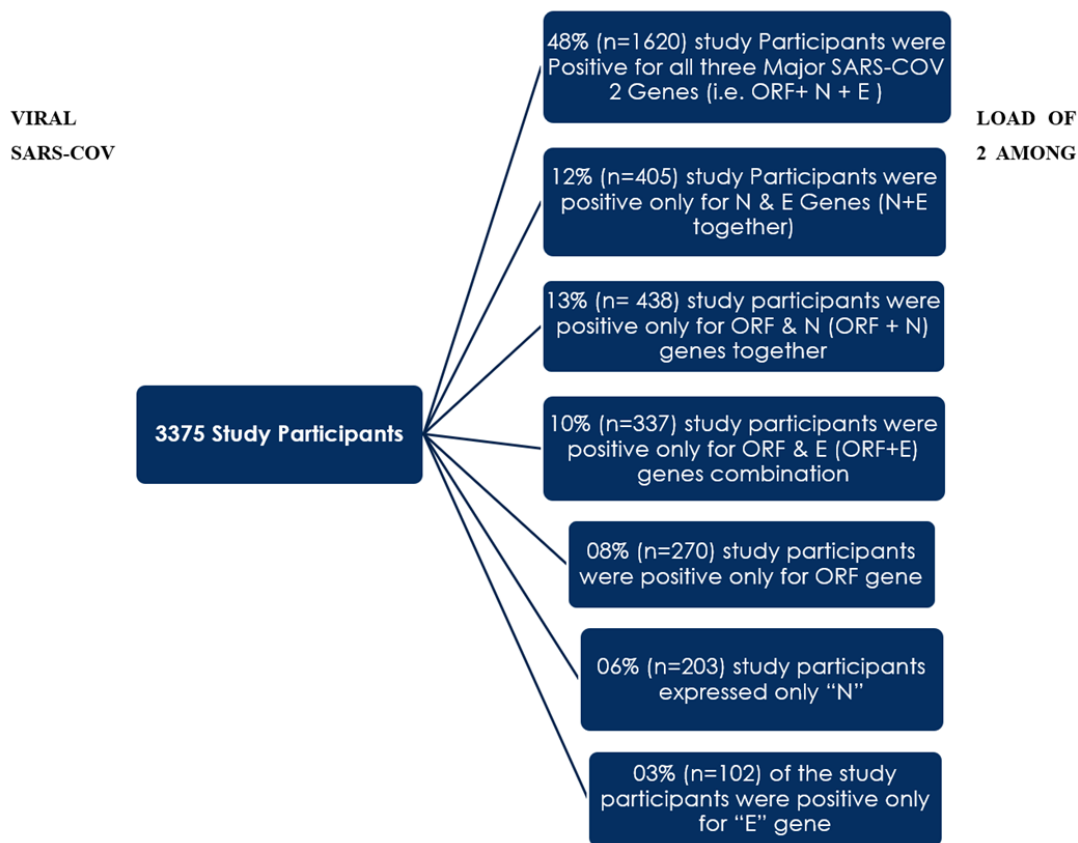 48% (n=1620) study Participants were
Positive for all three Major SARS-COV
2 Genes (i.e. ORF+ N + E )
VIRAL LOAD OF
SARS-COV 2 AMONG
12% (n=405) study Participants were
positive only for N & E Genes (N+E
together)
13% (n= 438) study participants were
positive only for ORF & N (ORF + N)
genes together
3375 Study Participants
10% (n=337) study participants were
positive only for ORF & E (ORF+E)
genes combination
08% (n=270) study participants
were positive only for ORF gene
06% (n=203) study participants
expressed only “N”
03% (n=102) of the study
participants were positive only
for “E” gene